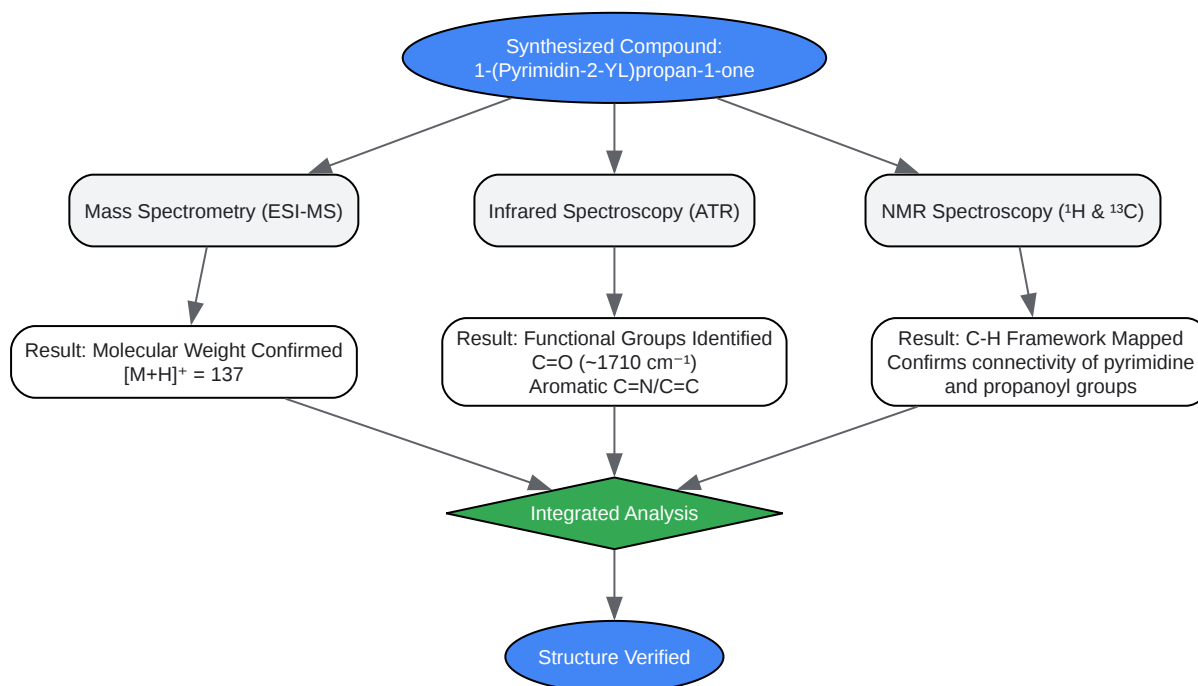 Synthesized Compound:
1-(Pyrimidin-2-YL)propan-1-one
Mass Spectrometry (ESI-MS)
Infrared Spectroscopy (ATR)
NMR Spectroscopy (¹H & ¹³C)
Result: Molecular Weight Confirmed
[M+H]⁺ = 137
Result: Functional Groups Identified
C=O (~1710 cm⁻¹)
Aromatic C=N/C=C
Result: C-H Framework Mapped
Confirms connectivity of pyrimidine
and propanoyl groups
Integrated Analysis
Structure Verified